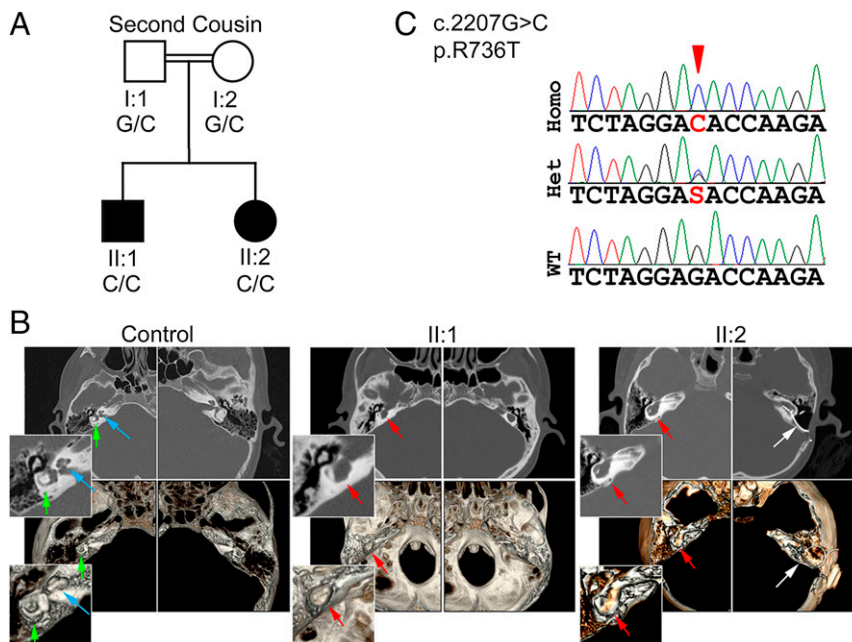 A
Second Cousin
I:1
I:2
G/C
G/C
II:1
II:2
C/C
C/C
C
c.2207G>C
p.R736T
Homo
TCTAGGACACCAAGA
Het
TCTAGGASACCAAGA
WT
TCTAGGAGACCAAGA
B
Control
II:1
II:2